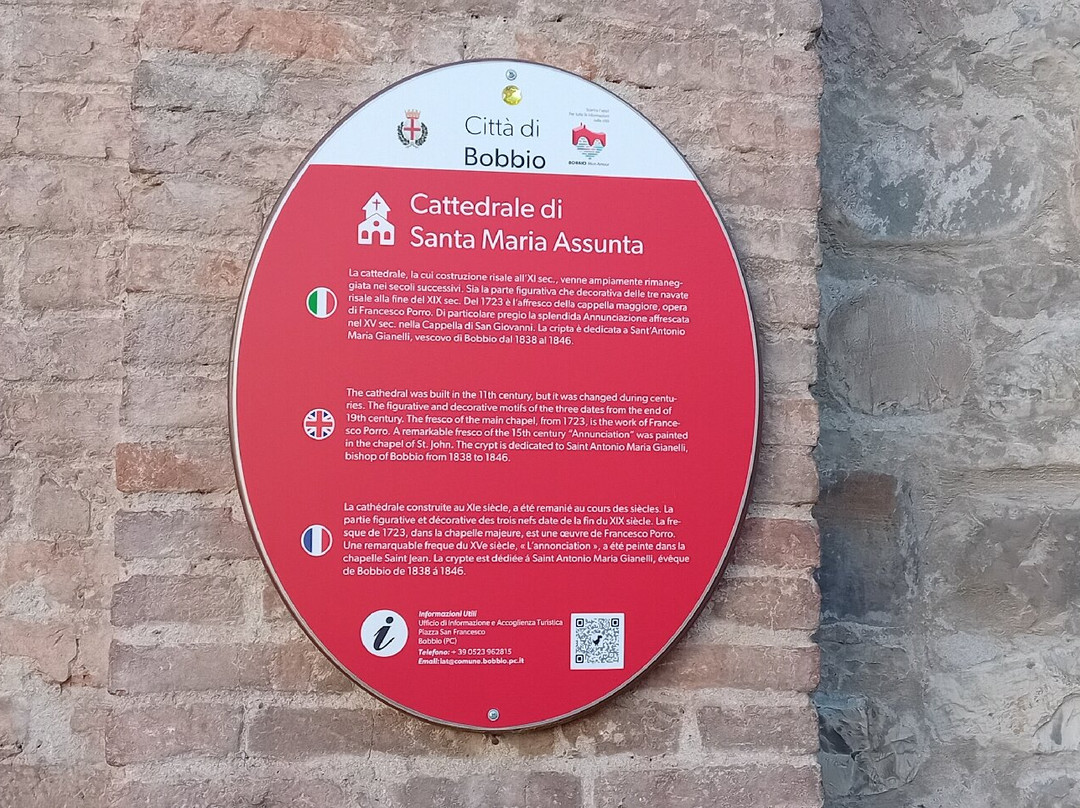 Città di
Bobbio
BOBBIO
Cattedrale di
Santa Maria Assunta
La cattedrale, la cui costruzione risale all'XI sec., venne ampiamente rimaneg-
giata nei secoli successivi. Sia la parte figurativa che decorativa delle tre navate
risale alla fine del XIX sec. Del 1723 è l'affresco della cappella maggiore, opera
di Francesco Porro. Di particolare pregio la splendida Annunciazione affrescata
nel XV sec. nella Cappella di San Giovanni. La cripta è dedicata a Sant'Antonio
Maria Gianelli, vescovo di Bobbio dal 1838 al 1846.
The cathedral was built in the 11th century, but it was changed during centu-
ries. The figurative and decorative motifs of the three dates from the end of
19th century. The fresco of the main chapel, from 1723, is the work of France-
sco Porro. A remarkable fresco of the 15th century “Annunciation” was painted
in the chapel of St. John. The crypt is dedicated to Saint Antonio Maria Gianelli,
bishop of Bobbio from 1838 to 1846.
La cathédrale construite au XIe siècle, a été remanié au cours des siècles. La
partie figurative et décorative des trois nefs date de la fin du XIX siècle. La fre-
sque de 1723, dans la chapelle majeure, est une œuvre de Francesco Porro.
Une remarquable freque du XVe siècle, « L'annonciation », a été peinte dans la
chapelle Saint Jean. La crypte est dédiée á Saint Antonio Maria Gianelli, évêque
de Bobbio de 1838 á 1846.
Informazioni Utili
Ufficio di Informazione e Accoglienza Turistica
Piazza San Francesco
Bobbio (PC)
Telefono: + 39 0523 962815
Email: iat@comune.bobbio.pc.it